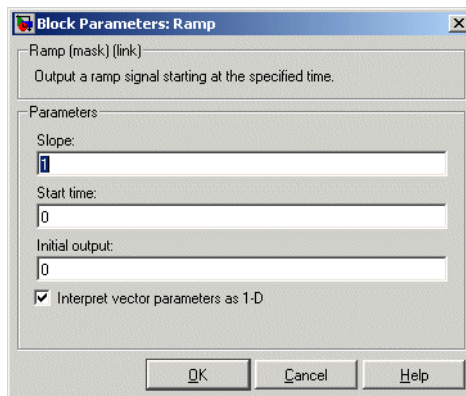 Block Parameters: Ramp
Ramp (mask) (link)
Output a ramp signal starting at the specified time.
Parameters
Slope:
1
Start time:
0
Initial output:
0
Interpret vector parameters as 1-D
OK Cancel Help